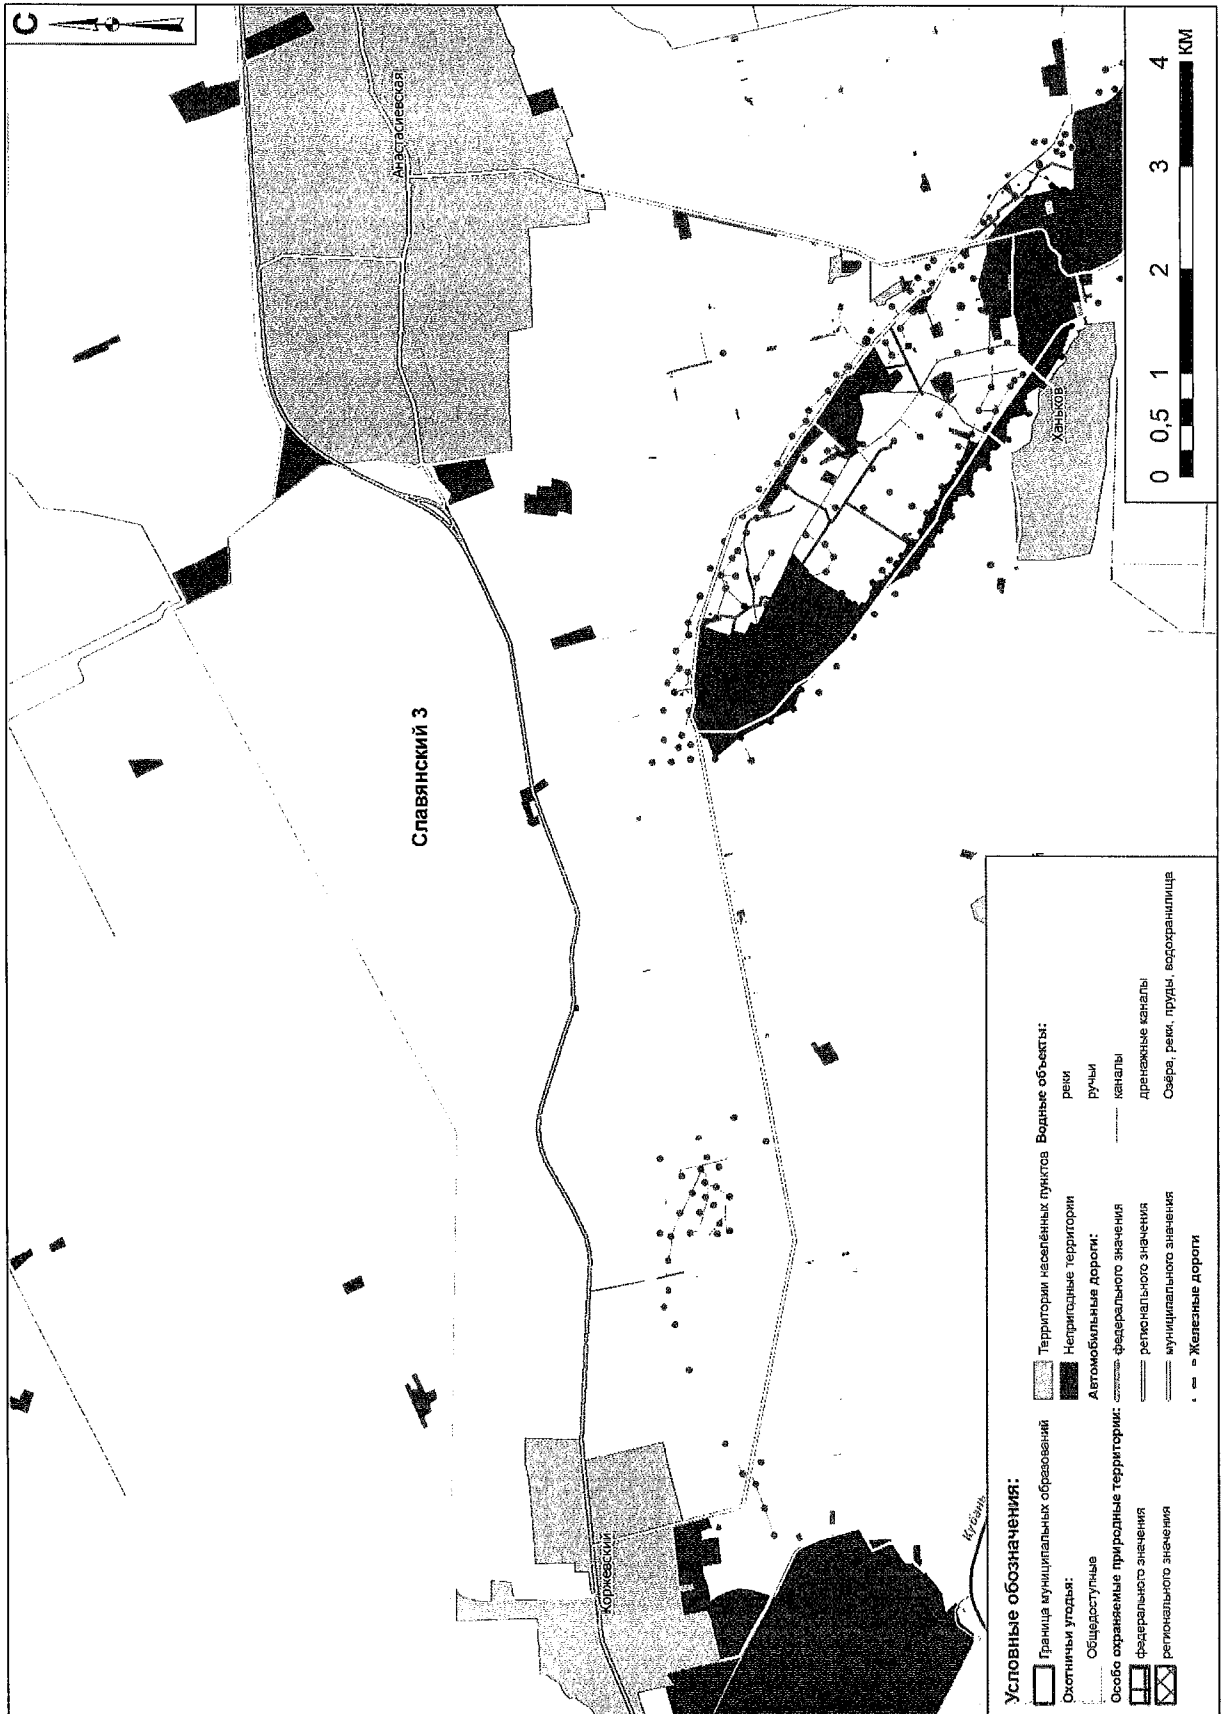 С
Анастасиевская
Славянский 3
Ханьков
Коржевский
Кубань
0 0,5 1 2 3 4
КМ
Условные обозначения:
Граница муниципальных образований
Охотничьи угодья:
Общедоступные
Особо охраняемые природные территории:
федерального значения
регионального значения
Территории населённых пунктов
Непригодные территории
Автомобильные дороги:
федерального значения
регионального значения
муниципального значения
Железные дороги
Водные объекты:
реки
ручьи
каналы
дренажные каналы
Озёра, реки, пруды, водохранилища